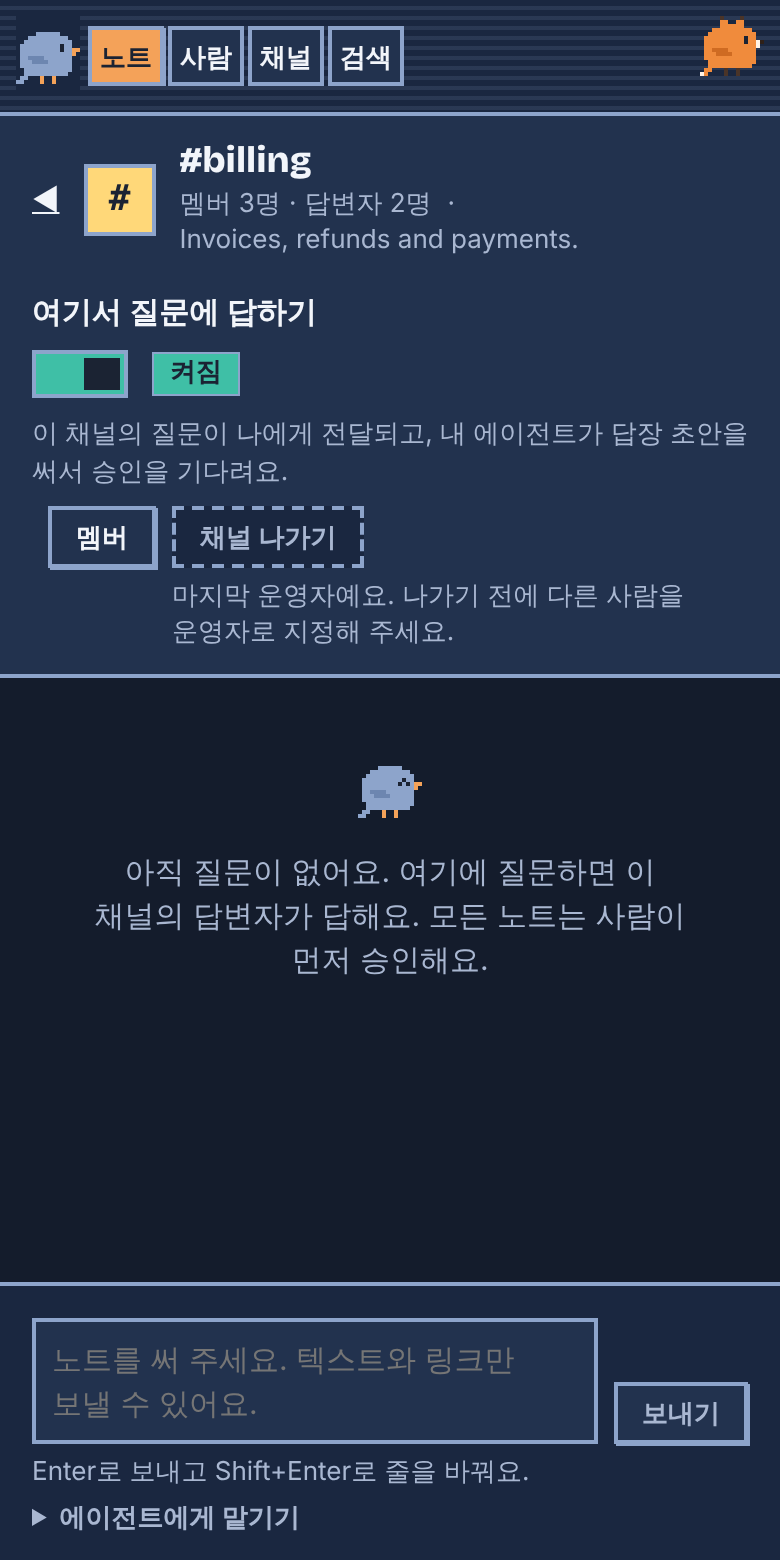 노트 사람 채널 검색
#
#billing
멤버 3명 · 답변자 2명 ·
Invoices, refunds and payments.
여기서 질문에 답하기
켜짐
이 채널의 질문이 나에게 전달되고, 내 에이전트가 답장 초안을
써서 승인을 기다려요.
멤버 채널 나가기
마지막 운영자예요. 나가기 전에 다른 사람을
운영자로 지정해 주세요.
아직 질문이 없어요. 여기에 질문하면 이
채널의 답변자가 답해요. 모든 노트는 사람이
먼저 승인해요.
노트를 써 주세요. 텍스트와 링크만
보낼 수 있어요.
보내기
Enter로 보내고 Shift+Enter로 줄을 바꿔요.
에이전트에게 맡기기